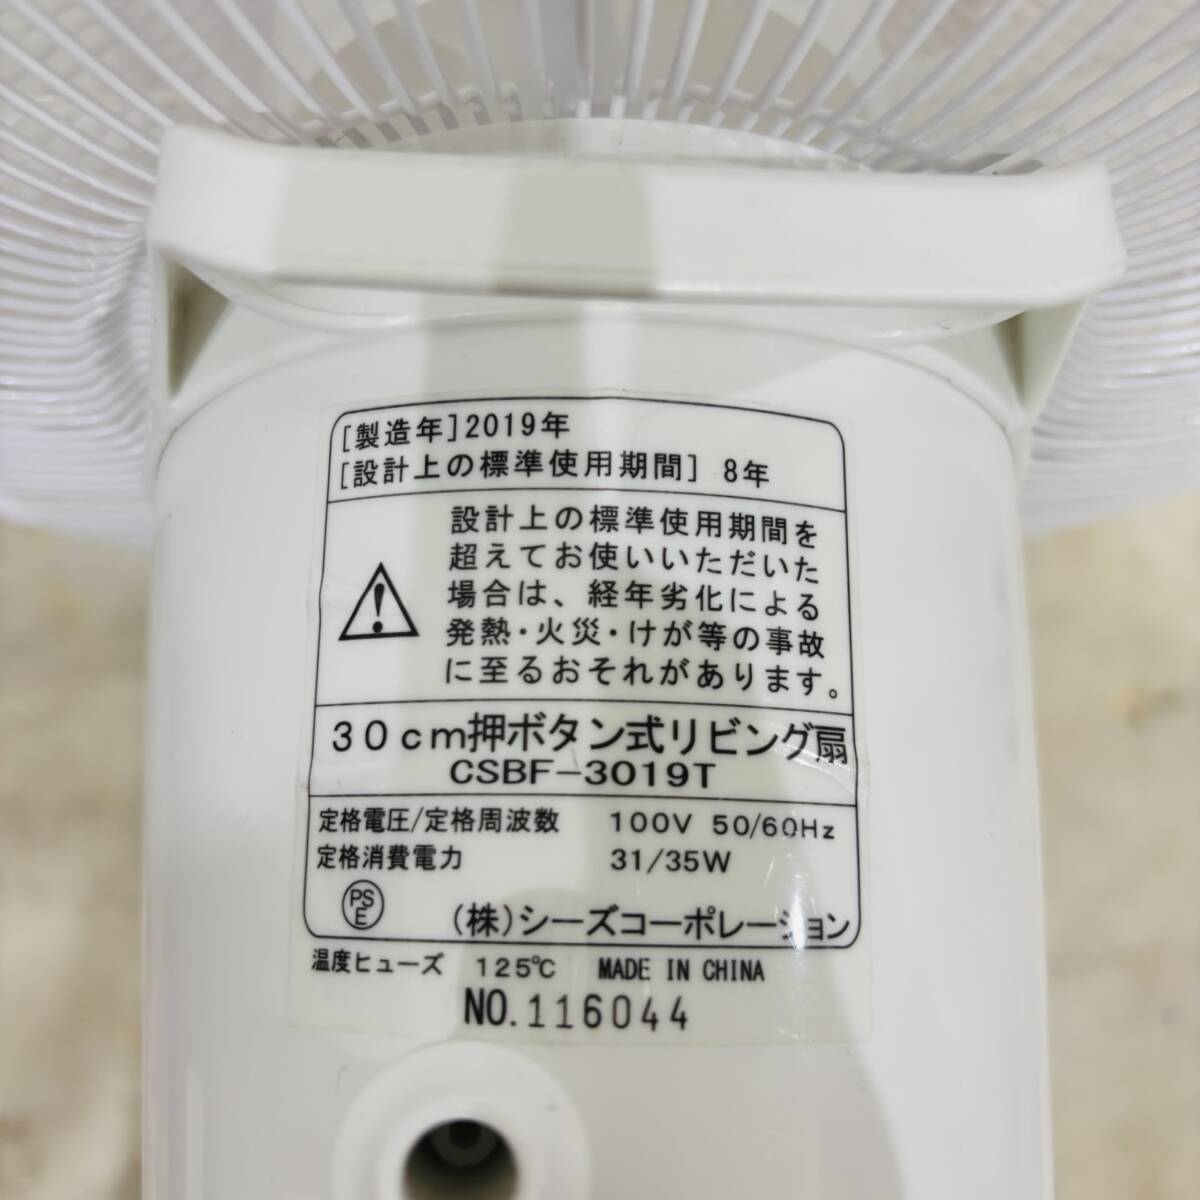 [製造年]2019年
[設計上の標準使用期間] 8年
設計上の標準使用期間を
超えてお使いいただいた
場合は、経年劣化による
発熱・火災・けが等の事故
に至るおそれがあります。
30cm押ボタン式リビング扇
CSBF-3019T
定格電圧/定格周波数 100V 50/60Hz
定格消費電力 31/35W
PS
E
(株)シーズコーポレーション
温度ヒューズ 125℃ MADE IN CHINA
NO.116044